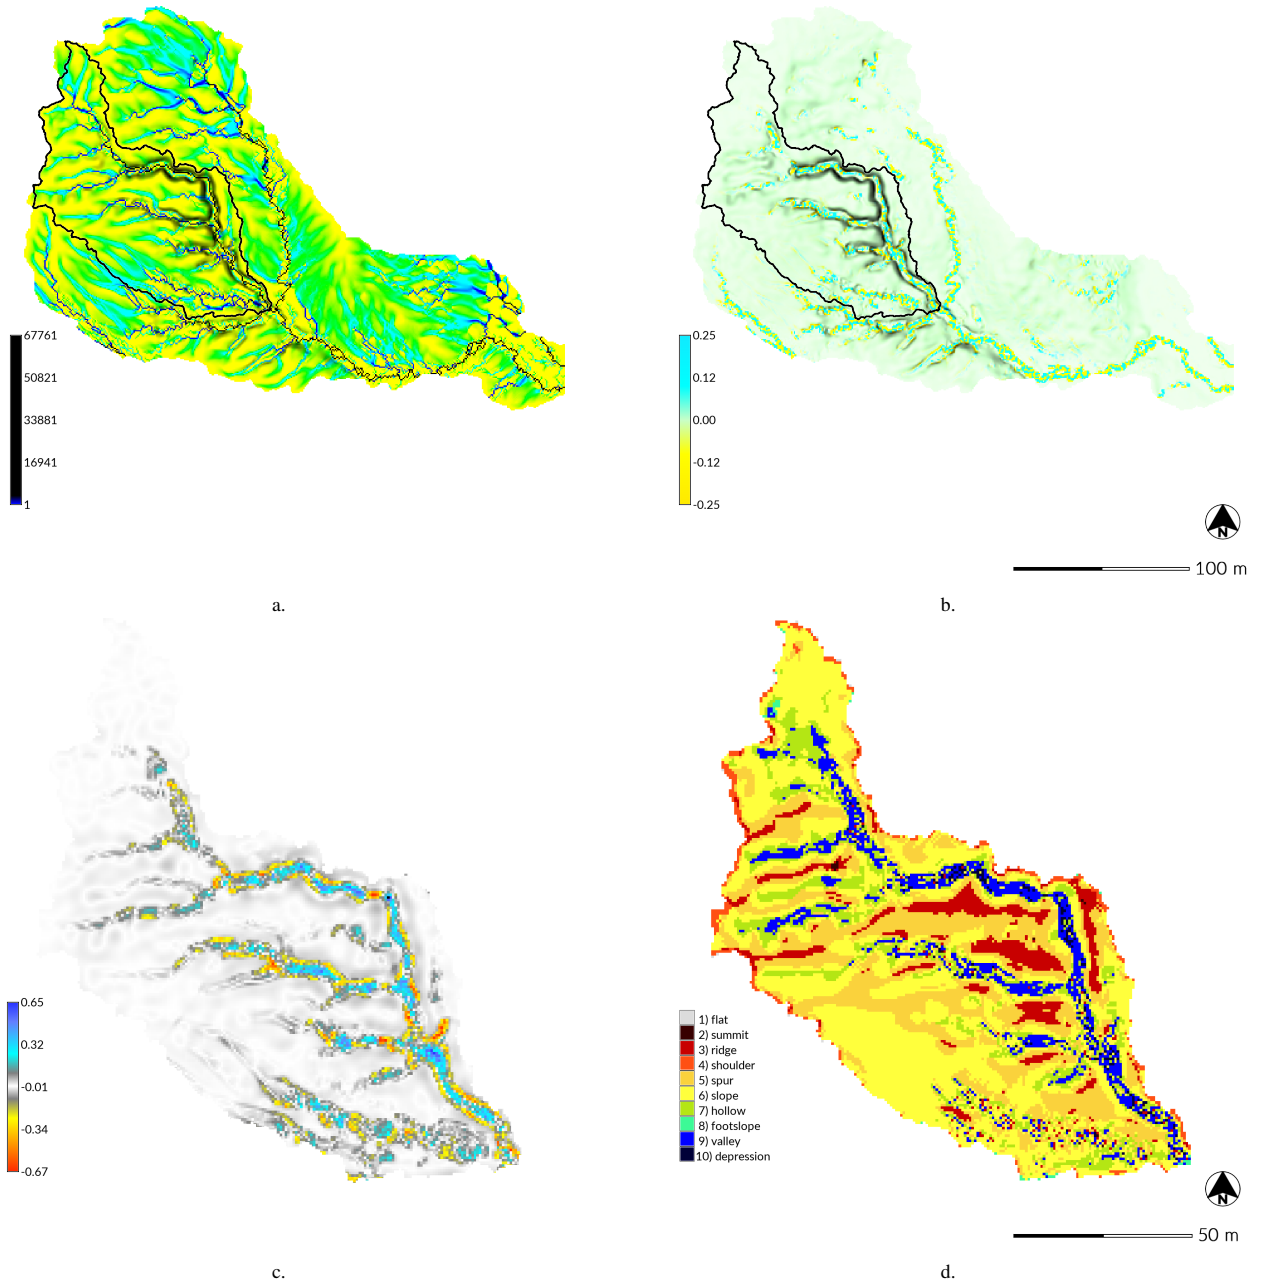 67761
50821
33881
16941
1
0.25
0.12
0.00
-0.12
-0.25
N
100 m
a.
b.
0.65
0.32
-0.01
-0.34
-0.67
1) flat
2) summit
3) ridge
4) shoulder
5) spur
6) slope
7) hollow
8) footslope
9) valley
10) depression
N
50 m
c.
d.